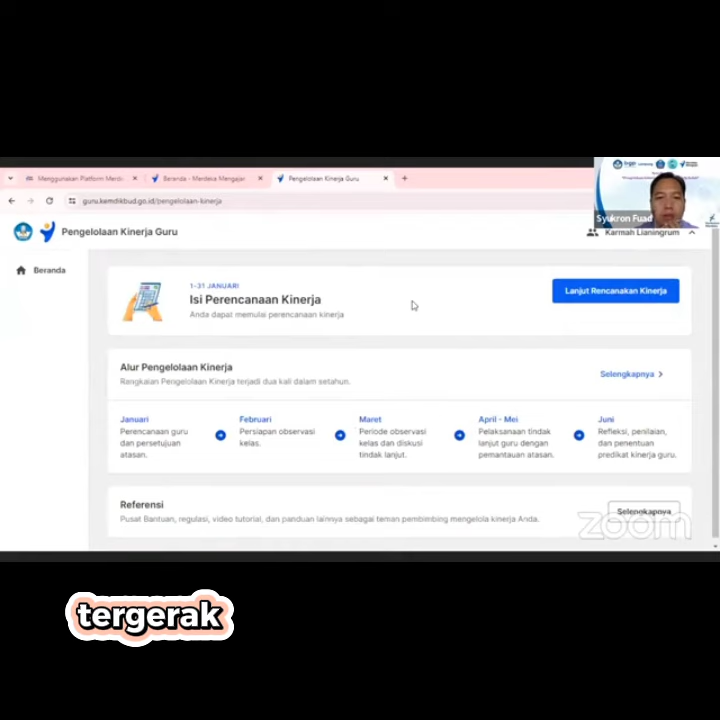 Menggunakan Platform Merd
Beranda - Merdeka Mengajar
Pengelolaan Kinerja Guru
guru.kemdikbud.go.id/pengelolaan-kinerja
Syukron Fuad
Pengelolaan Kinerja Guru
Karmah Lianingrum
Beranda
1-31 JANUARI
Isi Perencanaan Kinerja
Anda dapat memulai perencanaan kinerja
Lanjut Rencanakan Kinerja
Alur Pengelolaan Kinerja
Rangkaian Pengelolaan Kinerja terjadi dua kali dalam setahun.
Selengkapnya
Januari
Perencanaan guru
dan persetujuan
atasan.
Februari
Persiapan observasi
kelas.
Maret
Periode observasi
kelas dan diskusi
tindak lanjut.
April - Mei
Pelaksanaan tindak
lanjut guru dengan
pemantauan atasan.
Juni
Refleksi, penilaian,
dan penentuan
predikat kinerja guru.
Referensi
Pusat Bantuan, regulasi, video tutorial, dan panduan lainnya sebagai teman pembimbing mengelola kinerja Anda.
Selengkapnya
zoom
tergerak